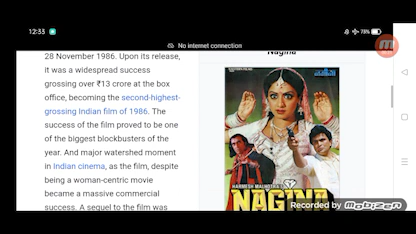 12:33
73%
No internet connection
28 November 1986. Upon its release,
it was a widespread success
grossing over ₹13 crore at the box
office, becoming the second-highest-
grossing Indian film of 1986. The
success of the film proved to be one
of the biggest blockbusters of the
year. And major watershed moment
in Indian cinema, as the film, despite
being a woman-centric movie
became a massive commercial
success. A sequel to the film was
Nagina
HARMESH MALHOTRA'S
NAGINA
Recorded by Mobizen